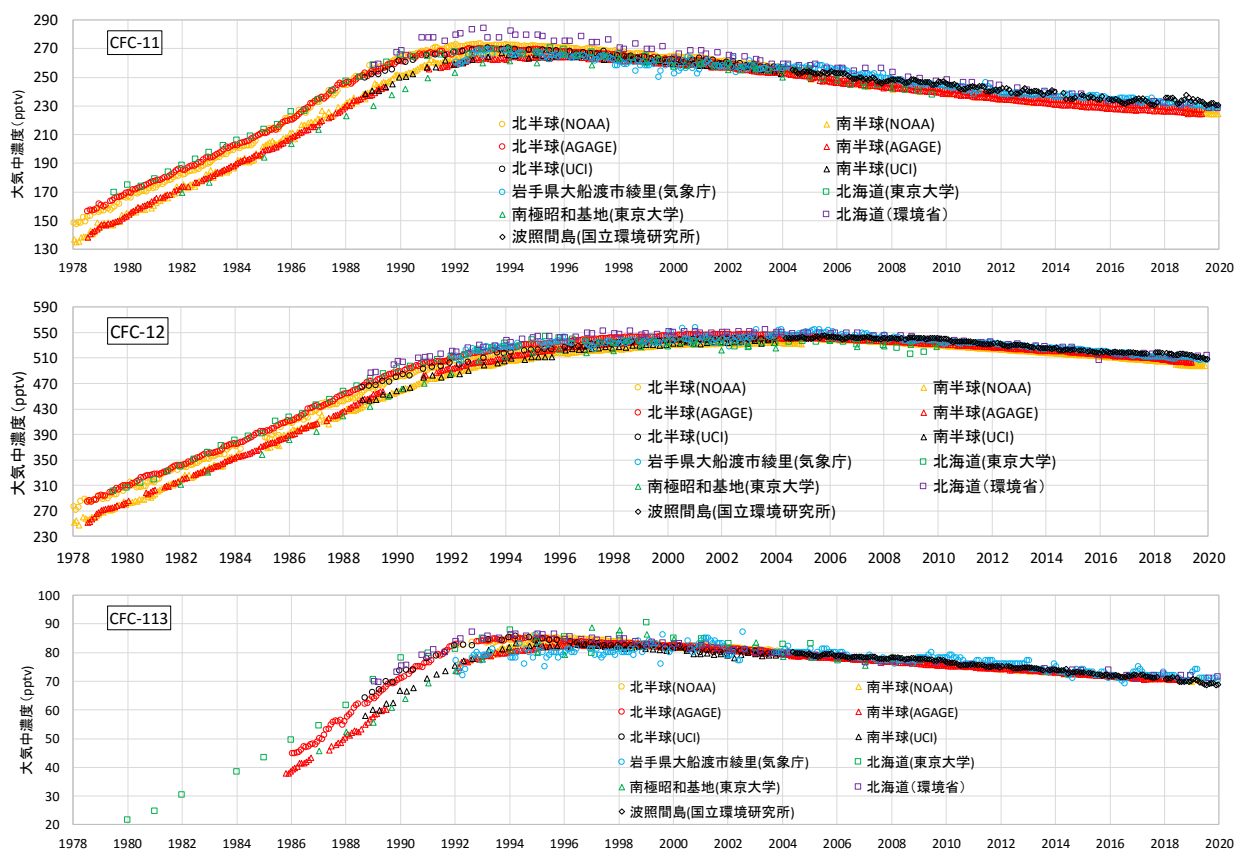 CFC-11
大気中濃度(pptv)
290
270
250
230
210
190
170
150
130
北半球(NOAA) 南半球(NOAA)
北半球(AGAGE) 南半球(AGAGE)
北半球(UCI) 南半球(UCI)
岩手県大船渡市綾里(気象庁) 北海道(東京大学)
南極昭和基地(東京大学) 北海道(環境省)
波照間島(国立環境研究所)
1978 1980 1982 1984 1986 1988 1990 1992 1994 1996 1998 2000 2002 2004 2006 2008 2010 2012 2014 2016 2018 2020
CFC-12
大気中濃度(pptv)
590
550
510
470
430
390
350
310
270
230
北半球(NOAA) 南半球(NOAA)
北半球(AGAGE) 南半球(AGAGE)
北半球(UCI) 南半球(UCI)
岩手県大船渡市綾里(気象庁) 北海道(東京大学)
南極昭和基地(東京大学) 北海道(環境省)
波照間島(国立環境研究所)
1978 1980 1982 1984 1986 1988 1990 1992 1994 1996 1998 2000 2002 2004 2006 2008 2010 2012 2014 2016 2018 2020
CFC-113
大気中濃度(pptv)
100
90
80
70
60
50
40
30
20
北半球(NOAA) 南半球(NOAA)
北半球(AGAGE) 南半球(AGAGE)
北半球(UCI) 南半球(UCI)
岩手県大船渡市綾里(気象庁) 北海道(東京大学)
南極昭和基地(東京大学) 北海道(環境省)
波照間島(国立環境研究所)
1978 1980 1982 1984 1986 1988 1990 1992 1994 1996 1998 2000 2002 2004 2006 2008 2010 2012 2014 2016 2018 2020